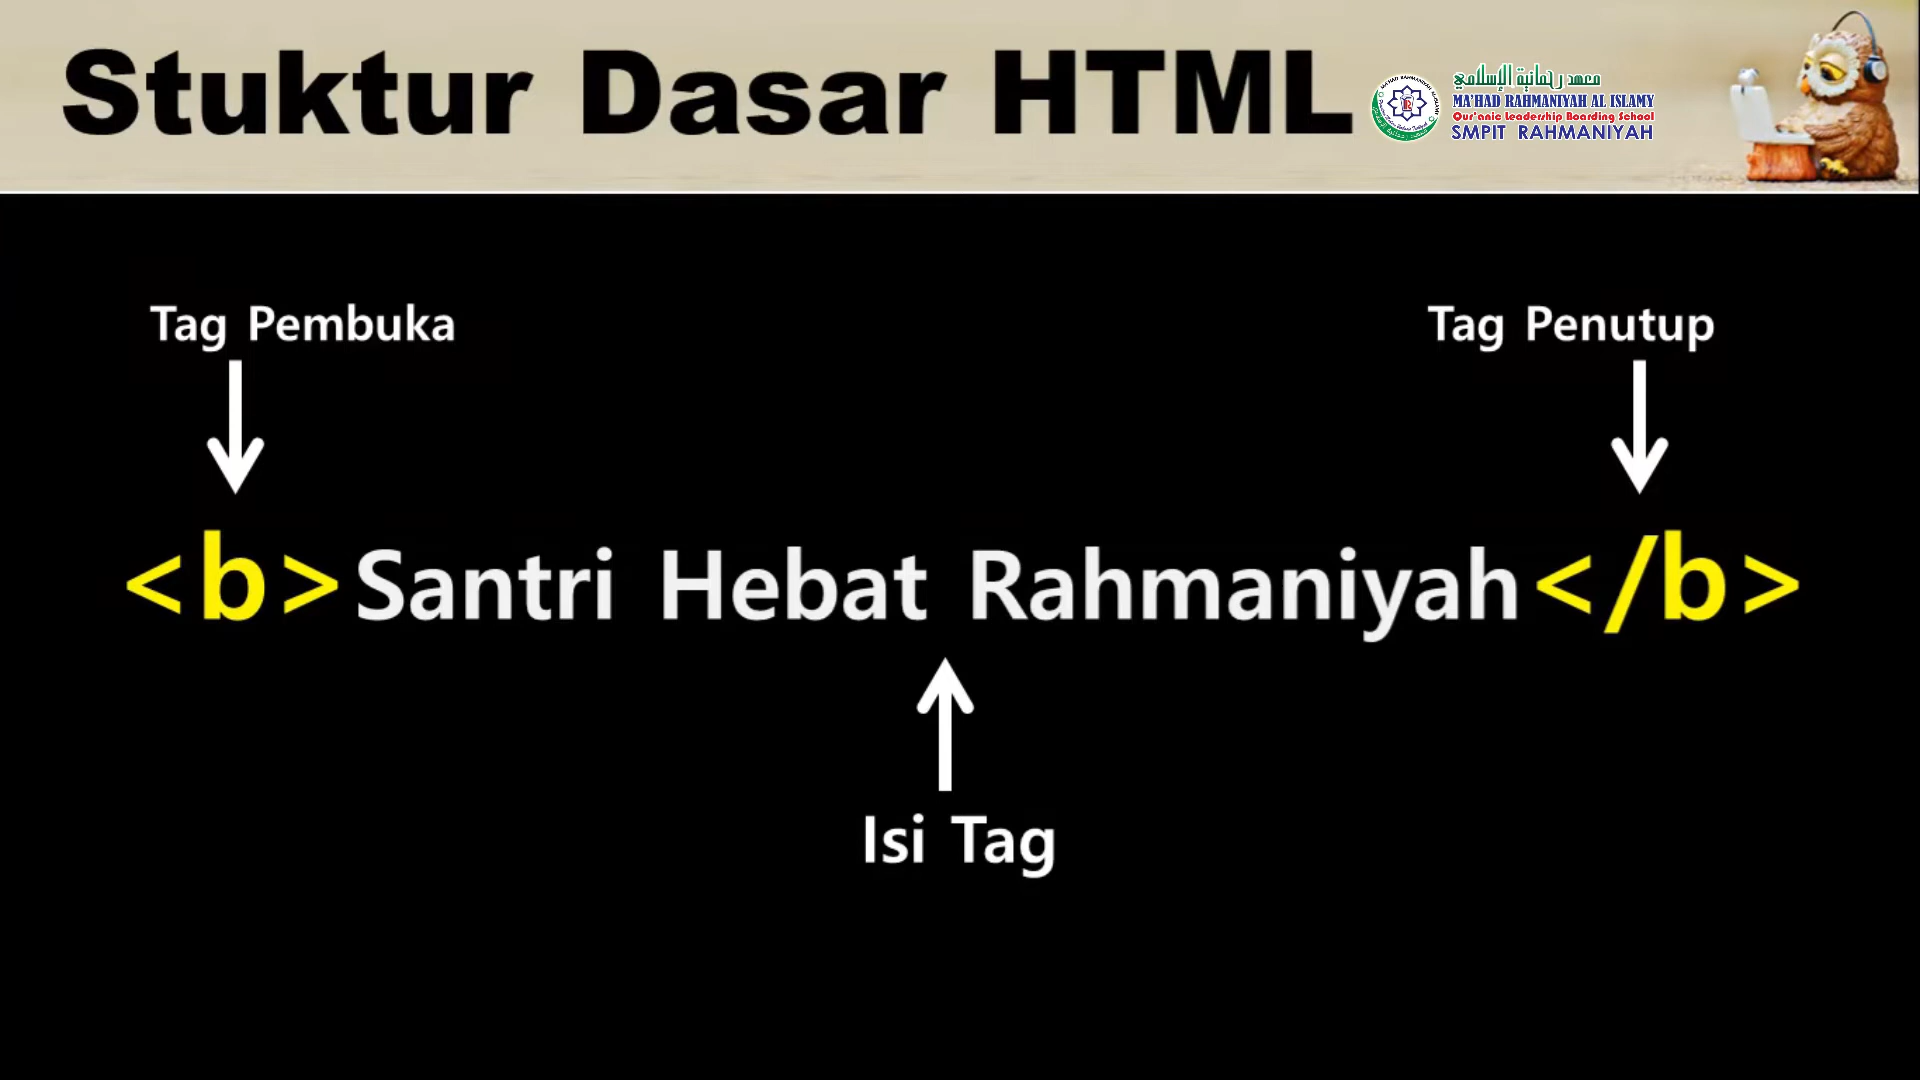 Stuktur Dasar HTML
معهد رحمانية الإسلامي
MA'HAD RAHMANIYAH AL ISLAMY
Qur'anic Leadership Boarding School
SMPIT RAHMANIYAH
Tag Pembuka
Tag Penutup
<b>Santri Hebat Rahmaniyah</b>
Isi Tag